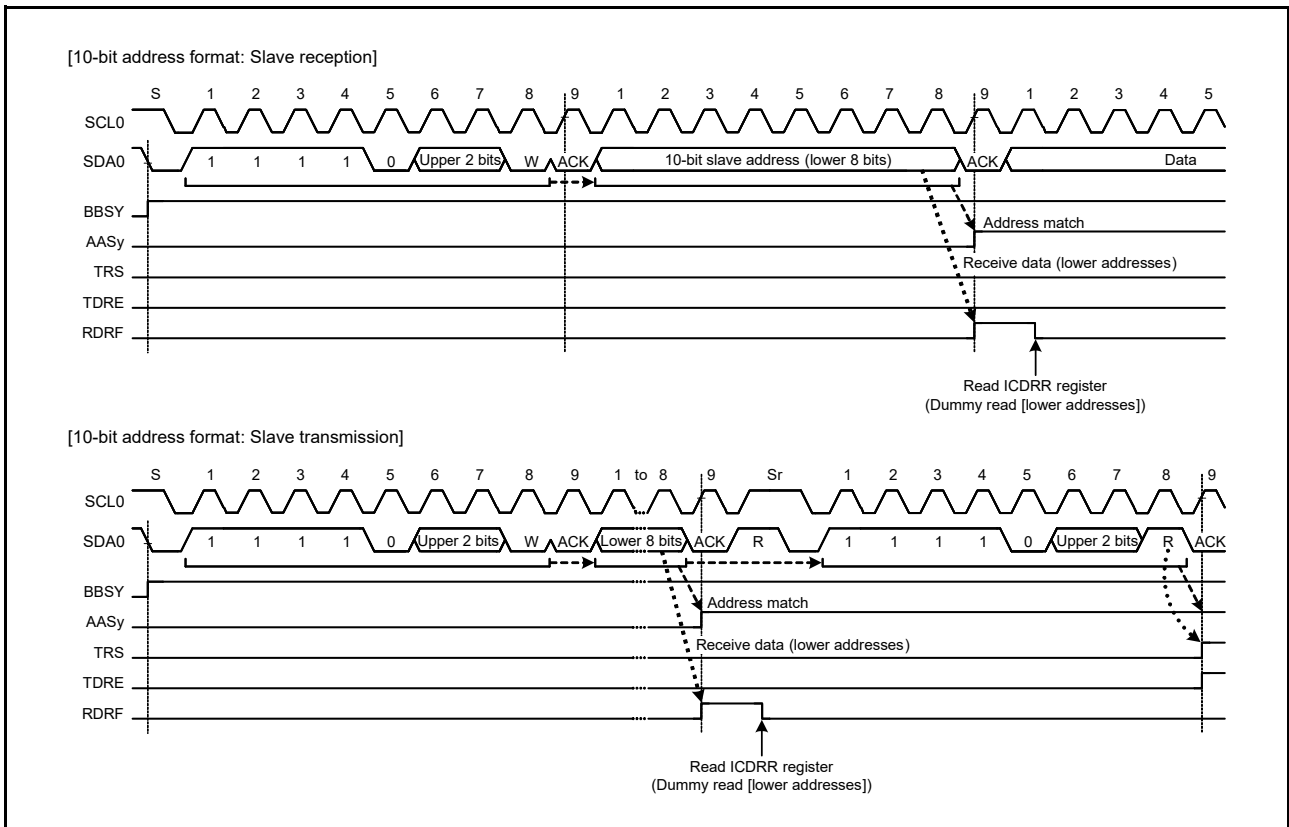 [10-bit address format: Slave reception]
S 1 2 3 4 5 6 7 8 9 1 2 3 4 5 6 7 8 9 1 2 3 4 5
SCL0
SDA0 1 1 1 1 0 Upper 2 bits W ACK 10-bit slave address (lower 8 bits) ACK Data
BBSY
Address match
AASy
Receive data (lower addresses)
TRS
TDRE
RDRF
Read ICDRR register
(Dummy read [lower addresses])
[10-bit address format: Slave transmission]
S 1 2 3 4 5 6 7 8 9 1 to 8 9 Sr 1 2 3 4 5 6 7 8 9
SCL0
SDA0 1 1 1 1 0 Upper 2 bits W ACK Lower 8 bits ACK R 1 1 1 1 0 Upper 2 bits R ACK
BBSY
Address match
AASy
Receive data (lower addresses)
TRS
TDRE
RDRF
Read ICDRR register
(Dummy read [lower addresses])